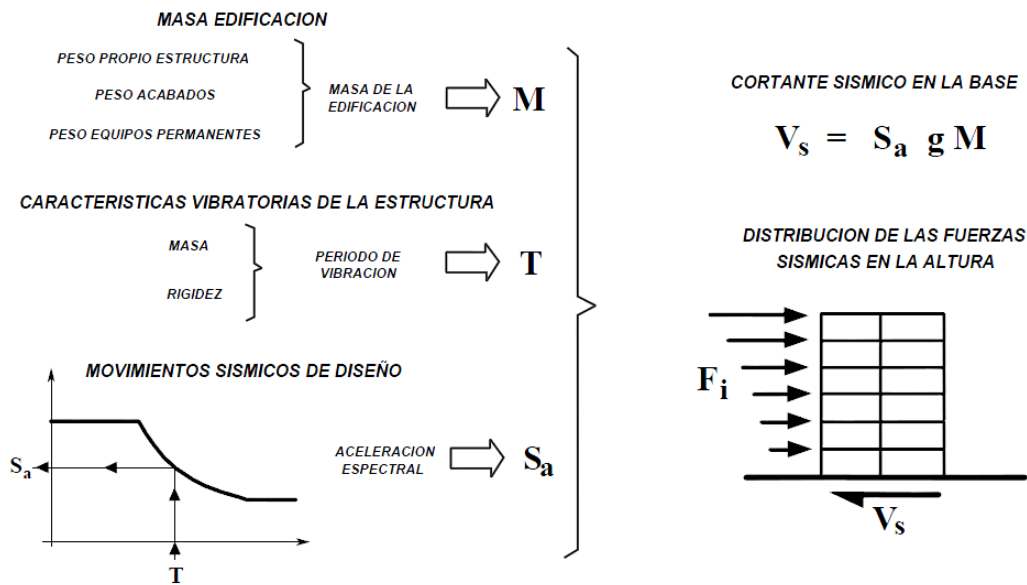 MASA EDIFICACION
PESO PROPIO ESTRUCTURA
PESO ACABADOS
PESO EQUIPOS PERMANENTES
MASA DE LA
EDIFICACION
M
CARACTERISTICAS VIBRATORIAS DE LA ESTRUCTURA
MASA
RIGIDEZ
PERIODO DE
VIBRACION
T
MOVIMIENTOS SISMICOS DE DISEÑO
Sa
T
ACELERACION
ESPECTRAL
Sa
CORTANTE SISMICO EN LA BASE
Vs = Sa g M
DISTRIBUCION DE LAS FUERZAS
SISMICAS EN LA ALTURA
Fi
Vs